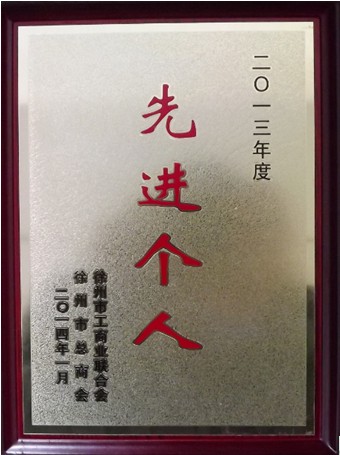 二〇一三年度
先进个人
徐州市工商业联合会
徐州市总商会
二〇一四年一月